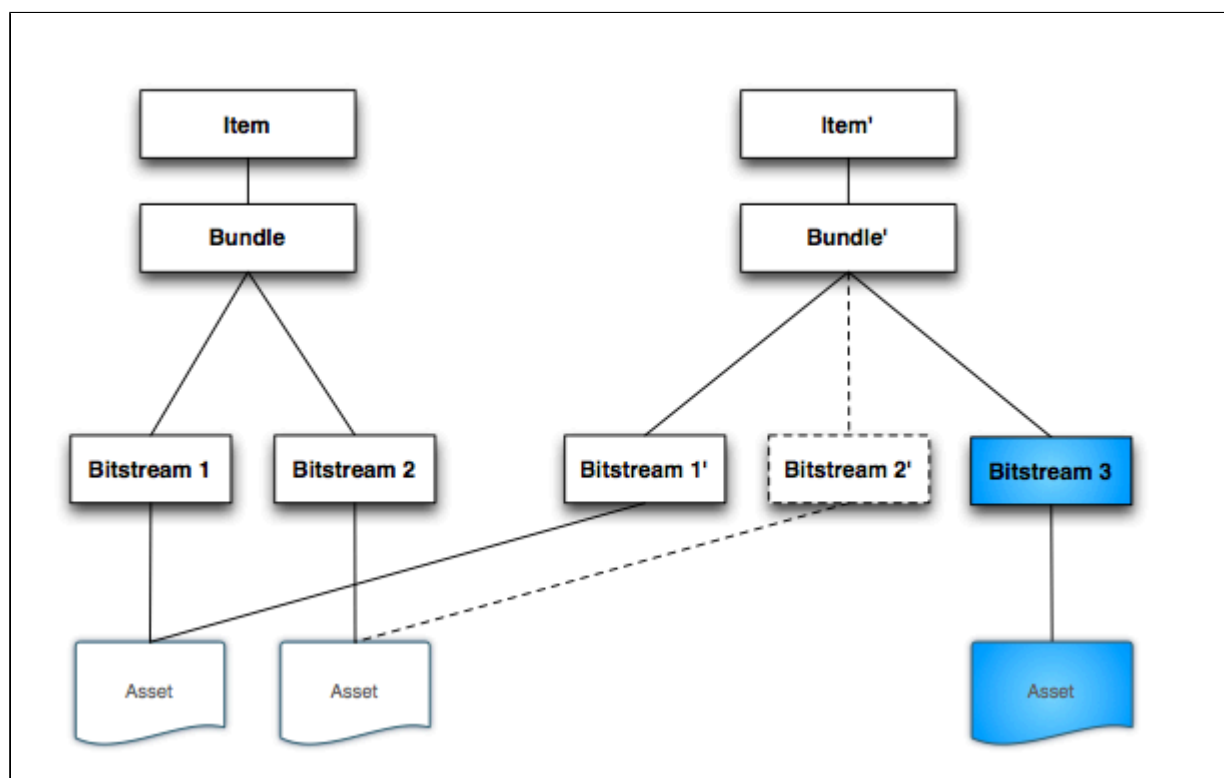 Item
Item'
Bundle
Bundle'
Bitstream 1
Bitstream 2
Bitstream 1'
Bitstream 2'
Bitstream 3
Asset
Asset
Asset